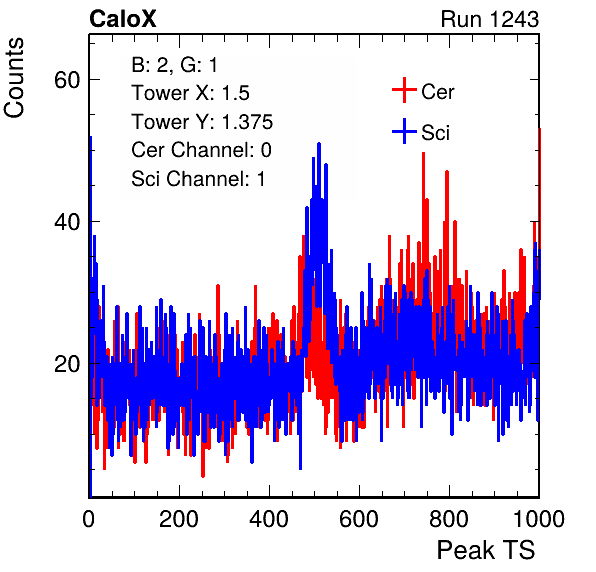 CaloX Run 1243
Counts
60
40
20
B: 2, G: 1
Tower X: 1.5
Tower Y: 1.375
Cer Channel: 0
Sci Channel: 1
Cer
Sci
0 200 400 600 800 1000
Peak TS